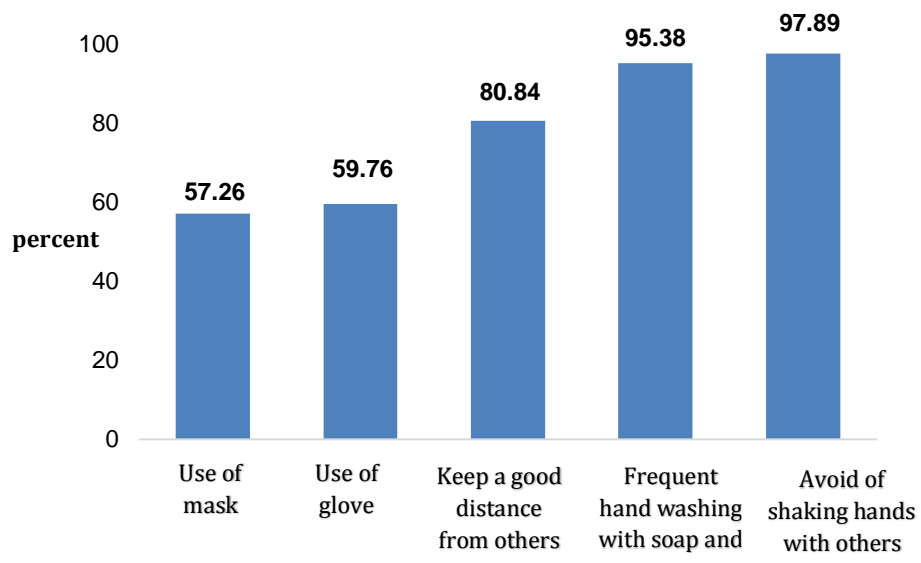 97.89
100
95.38
80.84
80
59.76
57.26
60
percent
40
20
0
Use of
mask
Use of
glove
Keep a good
distance
from others
Frequent
hand washing
with soap and
Avoid of
shaking hands
with others